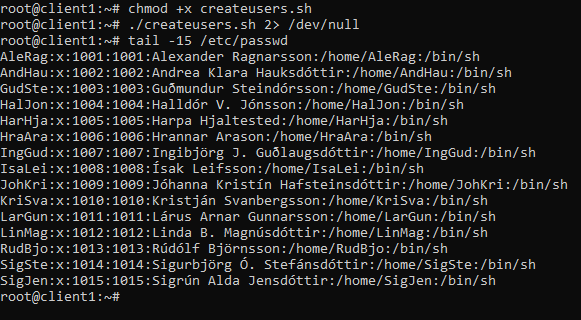 root@client1:~# chmod +x createusers.sh
root@client1:~# ./createusers.sh 2> /dev/null
root@client1:~# tail -15 /etc/passwd
AleRag:x:1001:1001:Alexander Ragnarsson:/home/AleRag:/bin/sh
AndHau:x:1002:1002:Andrea Klara Hauksdóttir:/home/AndHau:/bin/sh
GudSte:x:1003:1003:Guðmundur Steindórsson:/home/GudSte:/bin/sh
HalJon:x:1004:1004:Halldór V. Jónsson:/home/HalJon:/bin/sh
HarHja:x:1005:1005:Harpa Hjaltested:/home/HarHja:/bin/sh
HraAra:x:1006:1006:Hrannar Arason:/home/HraAra:/bin/sh
IngGud:x:1007:1007:Ingibjörg J. Guðlaugsdóttir:/home/IngGud:/bin/sh
IsaLei:x:1008:1008:Ísak Leifsson:/home/IsaLei:/bin/sh
JohKri:x:1009:1009:Jóhanna Kristín Hafsteinsdóttir:/home/JohKri:/bin/sh
KriSva:x:1010:1010:Kristján Svanbergsson:/home/KriSva:/bin/sh
LarGun:x:1011:1011:Lárus Arnar Gunnarsson:/home/LarGun:/bin/sh
LinMag:x:1012:1012:Linda B. Magnúsdóttir:/home/LinMag:/bin/sh
RudBjo:x:1013:1013:Rúdólf Björnsson:/home/RudBjo:/bin/sh
SigSte:x:1014:1014:Sigurbjörg Ó. Stefánsdóttir:/home/SigSte:/bin/sh
SigJen:x:1015:1015:Sigrún Alda Jensdóttir:/home/SigJen:/bin/sh
root@client1:~#